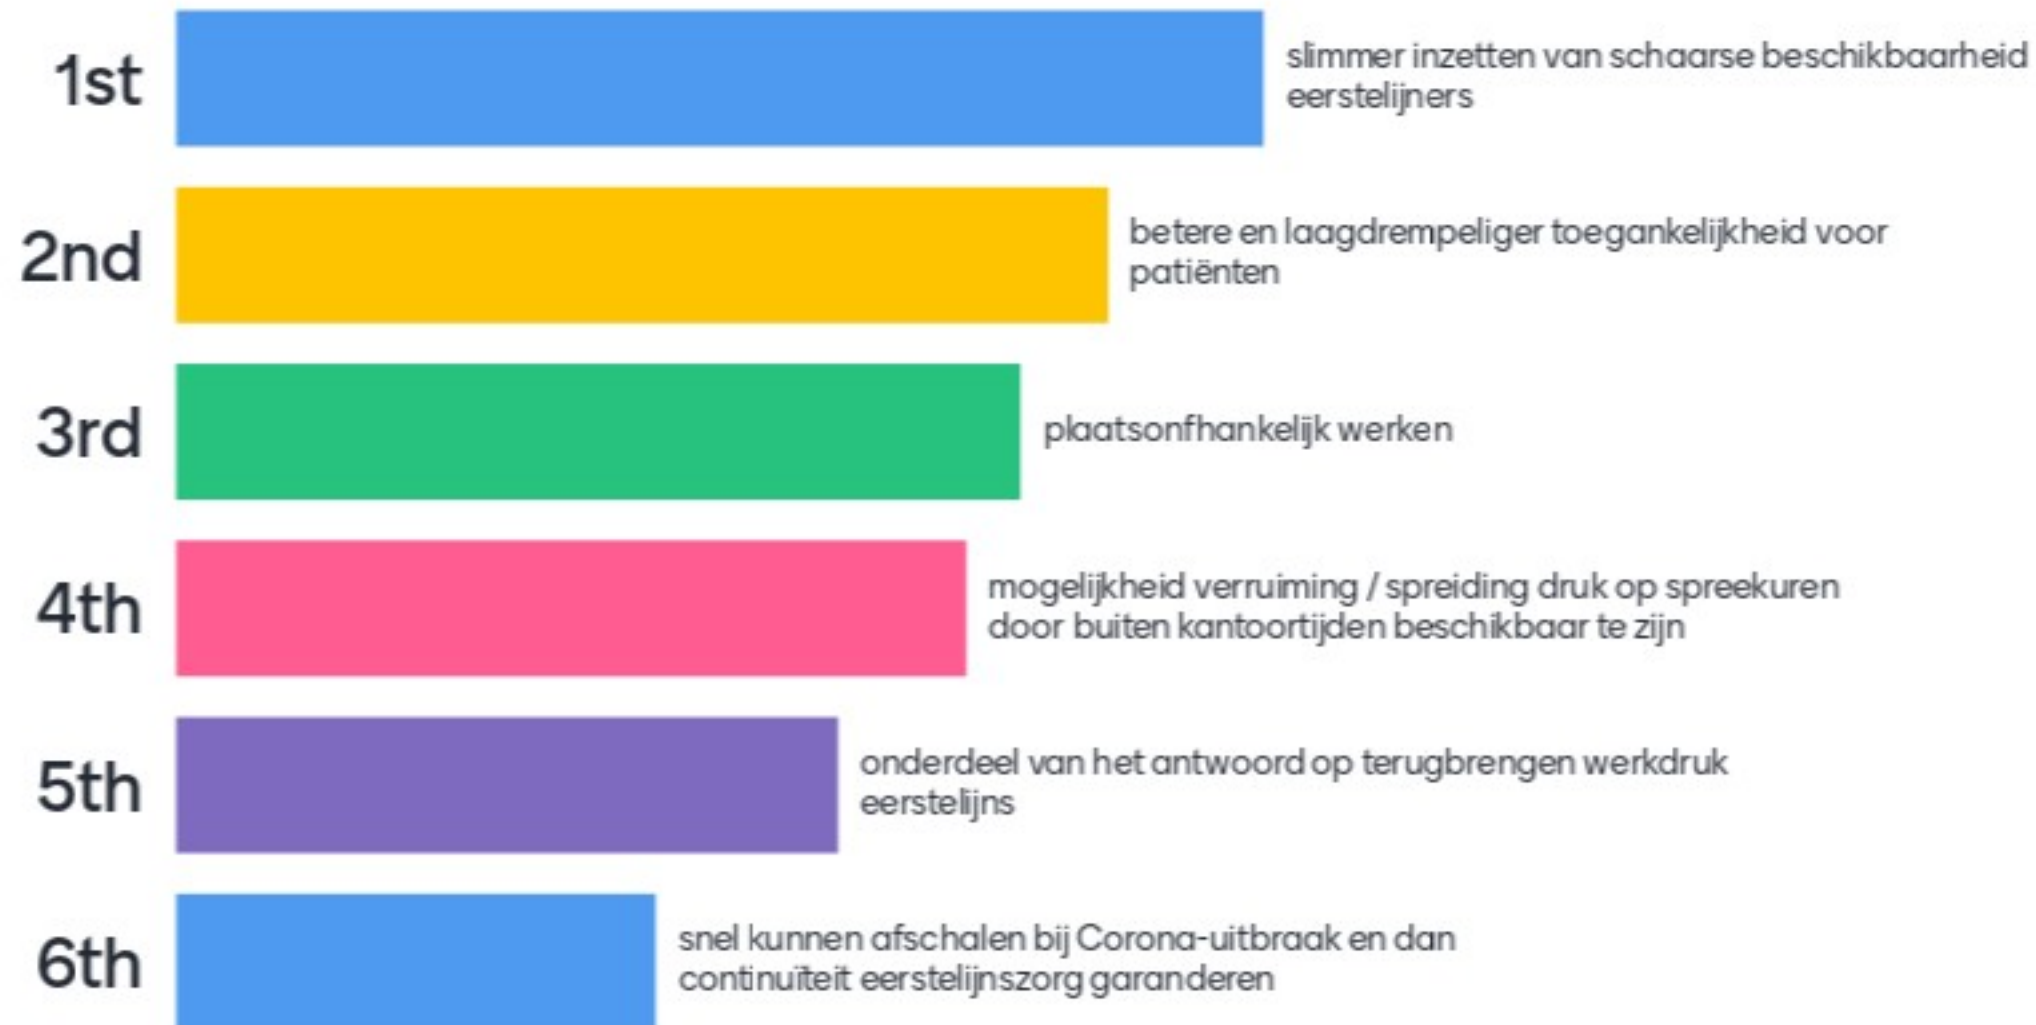 1st
slimmer inzetten van schaarse beschikbaarheid
eerstelijners
2nd
betere en laagdrempeliger toegankelijkheid voor
patiënten
3rd
plaatsonfhankelijk werken
4th
mogelijkheid verruiming / spreiding druk op spreekuren
door buiten kantoortijden beschikbaar te zijn
5th
onderdeel van het antwoord op terugbrengen werkdruk
eerstelijns
6th
snel kunnen afschalen bij Corona-uitbraak en dan
continuïteit eerstelijnszorg garanderen